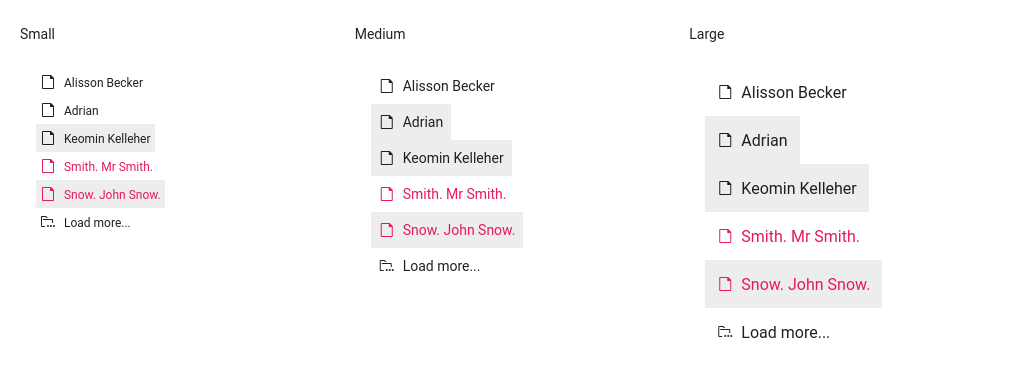 Small
Alisson Becker
Adrian
Keomin Kelleher
Smith. Mr Smith.
Snow. John Snow.
Load more...
Medium
Alisson Becker
Adrian
Keomin Kelleher
Smith. Mr Smith.
Snow. John Snow.
Load more...
Large
Alisson Becker
Adrian
Keomin Kelleher
Smith. Mr Smith.
Snow. John Snow.
Load more...